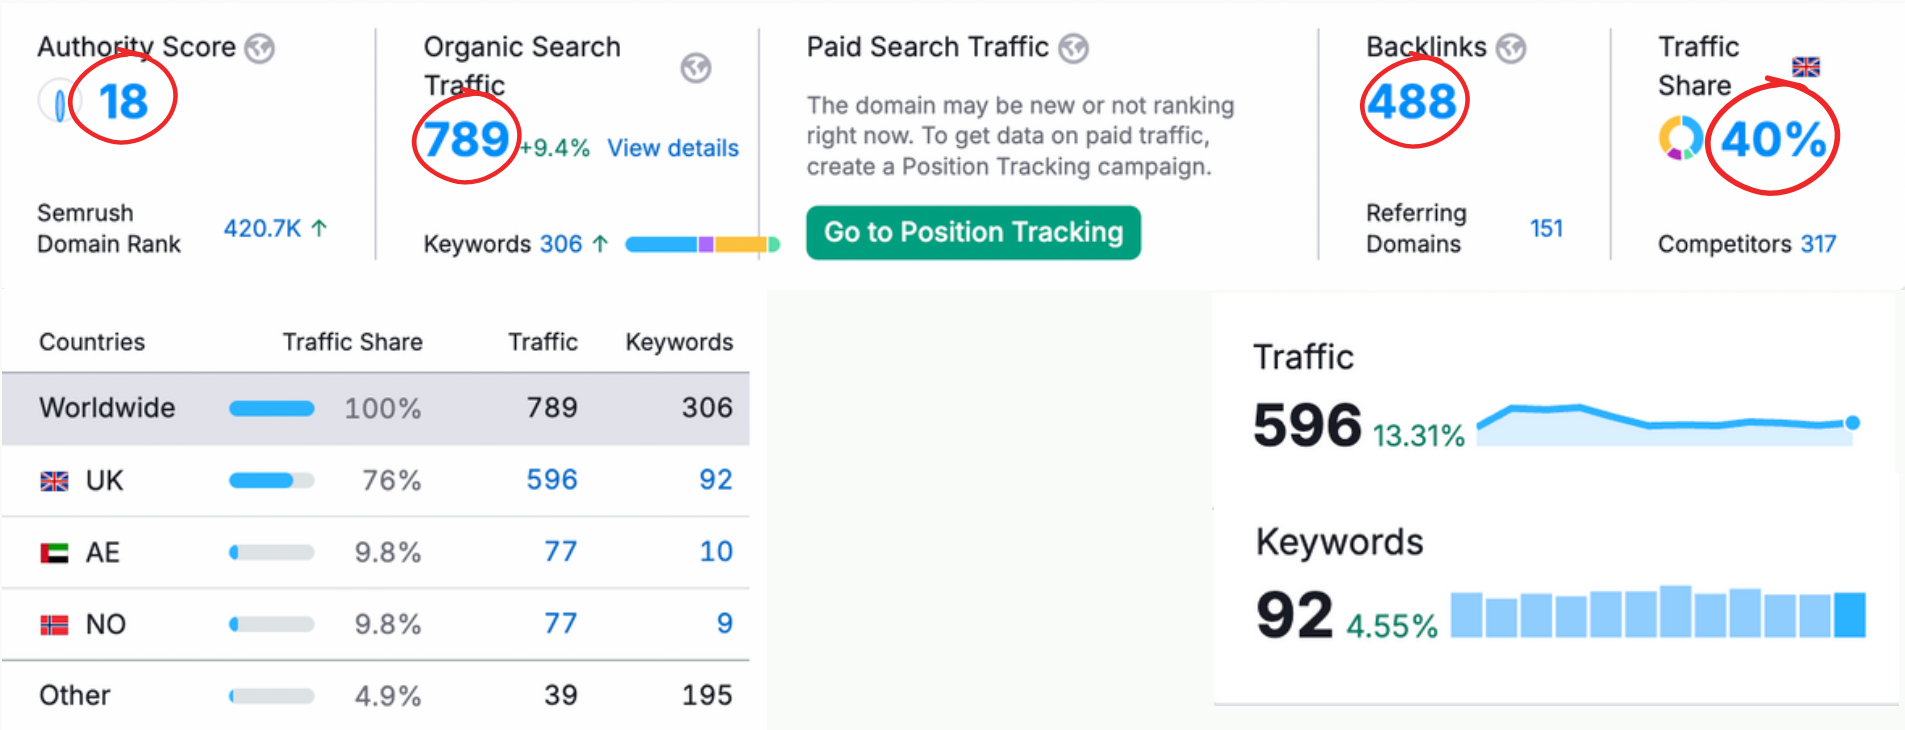 Authority Score
18
Semrush
Domain Rank
420.7K ↑
Organic Search
Traffic
789 +9.4% View details
Keywords 306 ↑
Paid Search Traffic
The domain may be new or not ranking
right now. To get data on paid traffic,
create a Position Tracking campaign.
Go to Position Tracking
Backlinks
488
Referring
Domains
151
Traffic
Share
40%
Competitors 317
Countries Traffic Share Traffic Keywords
Worldwide 100% 789 306
UK 76% 596 92
AE 9.8% 77 10
NO 9.8% 77 9
Other 4.9% 39 195
Traffic
596 13.31%
Keywords
92 4.55%